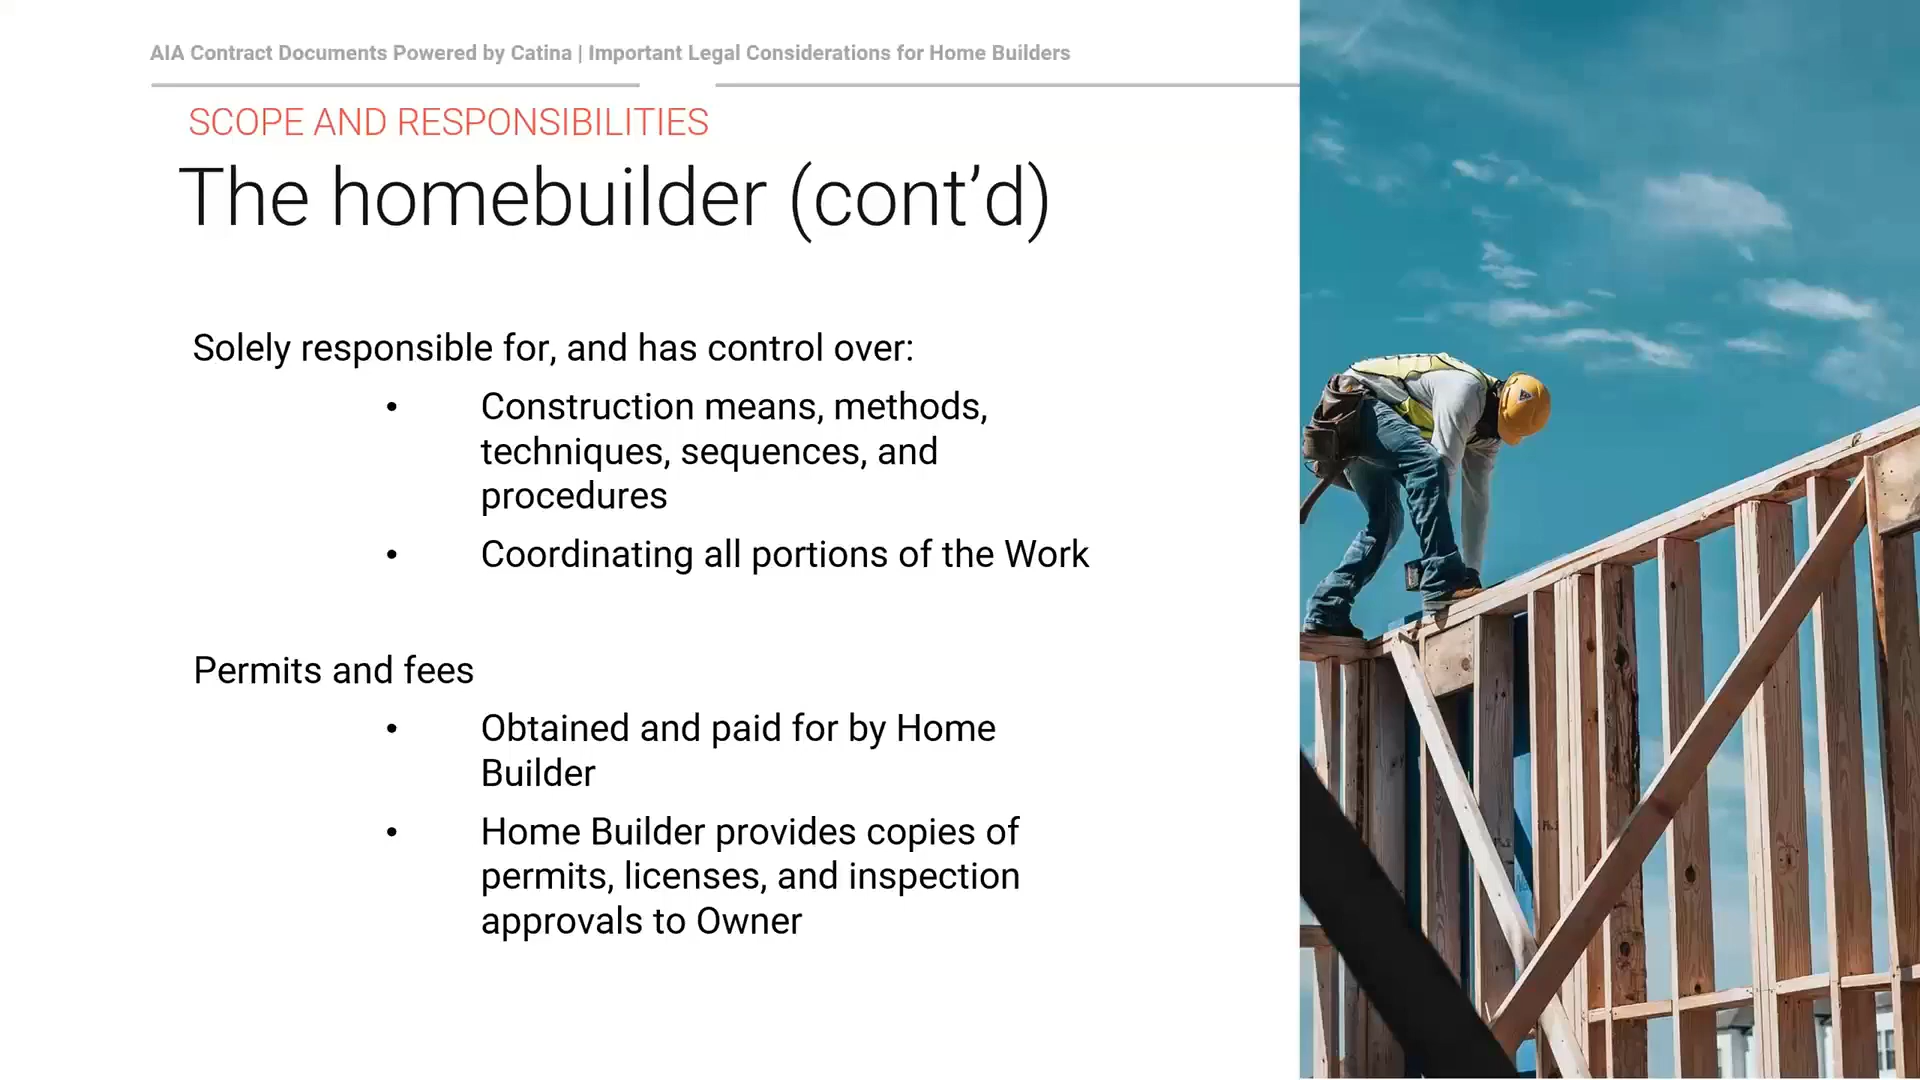 AIA Contract Documents Powered by Catina | Important Legal Considerations for Home Builders
SCOPE AND RESPONSIBILITIES
The homebuilder (cont’d)
Solely responsible for, and has control over:
• Construction means, methods,
techniques, sequences, and
procedures
• Coordinating all portions of the Work
Permits and fees
• Obtained and paid for by Home
Builder
• Home Builder provides copies of
permits, licenses, and inspection
approvals to Owner